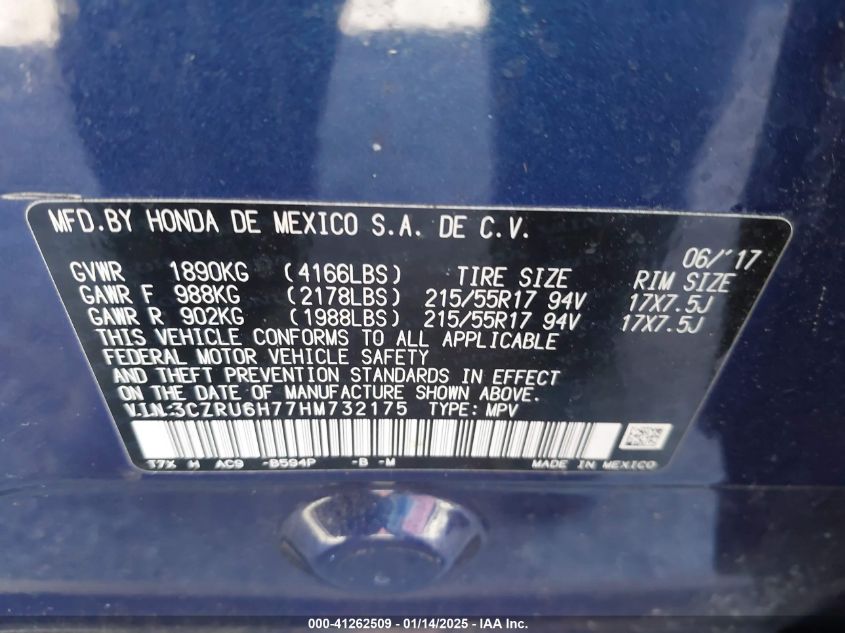 MFD.BY HONDA DE MEXICO S.A. DE C.V.
06/'17
GVWR 1890KG (4166LBS) TIRE SIZE RIM SIZE
GAWR F 988KG (2178LBS) 215/55R17 94V 17X7.5J
GAWR R 902KG (1988LBS) 215/55R17 94V 17X7.5J
THIS VEHICLE CONFORMS TO ALL APPLICABLE
FEDERAL MOTOR VEHICLE SAFETY
AND THEFT PREVENTION STANDARDS IN EFFECT
ON THE DATE OF MANUFACTURE SHOWN ABOVE.
V.I.N:3CZRU6H77HM732175 TYPE: MPV
T7X H AC9 -B594P -B -M MADE IN MEXICO
000-41262509 - 01/14/2025 - IAA Inc.